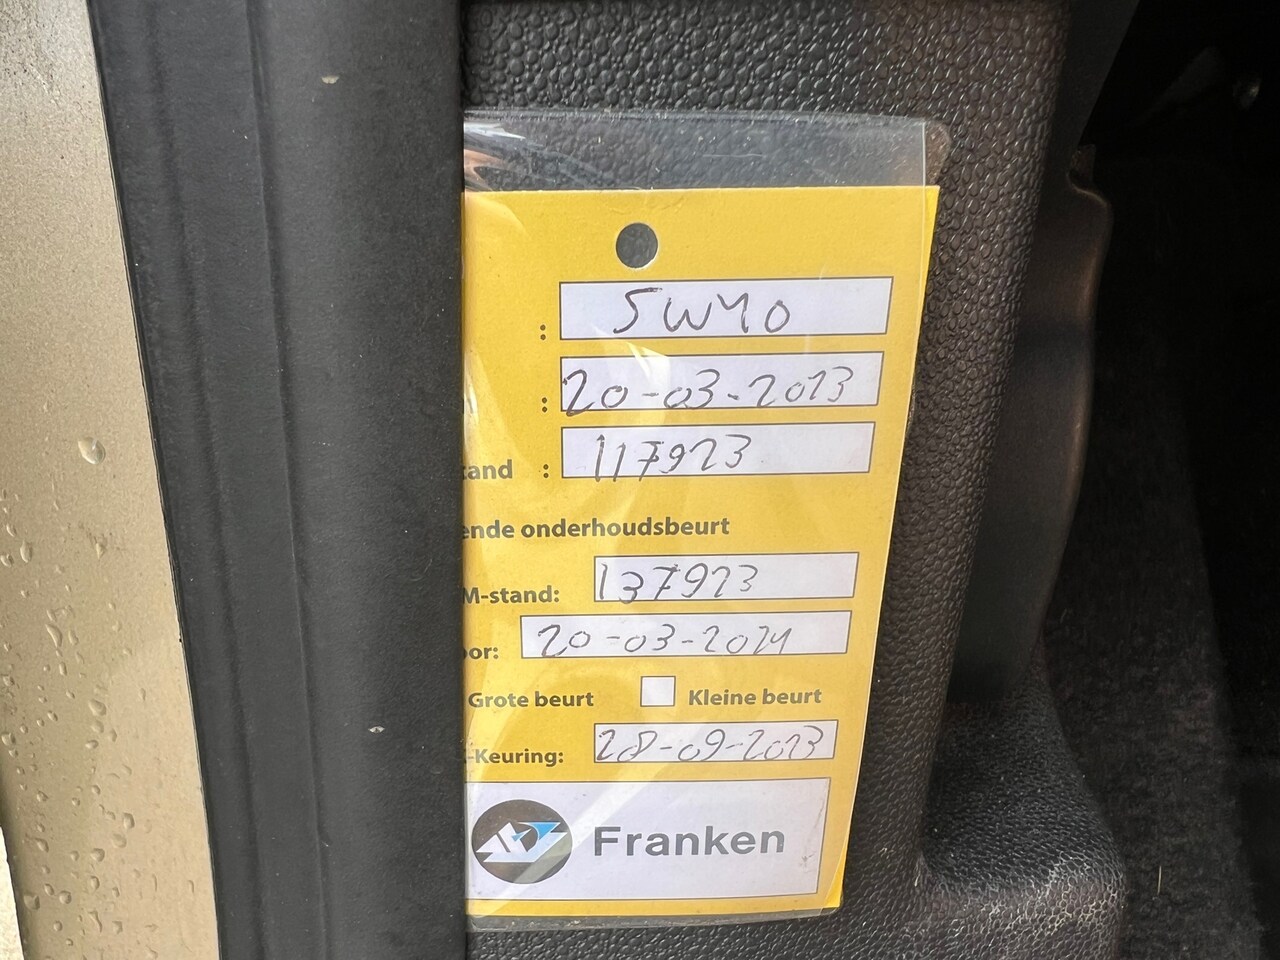 : 5W40
: 20-03-2023
tand : 117923
ende onderhoudsbeurt
M-stand: 137923
oor: 20-03-2024
Grote beurt Kleine beurt
-Keuring: 28-09-2023
Franken